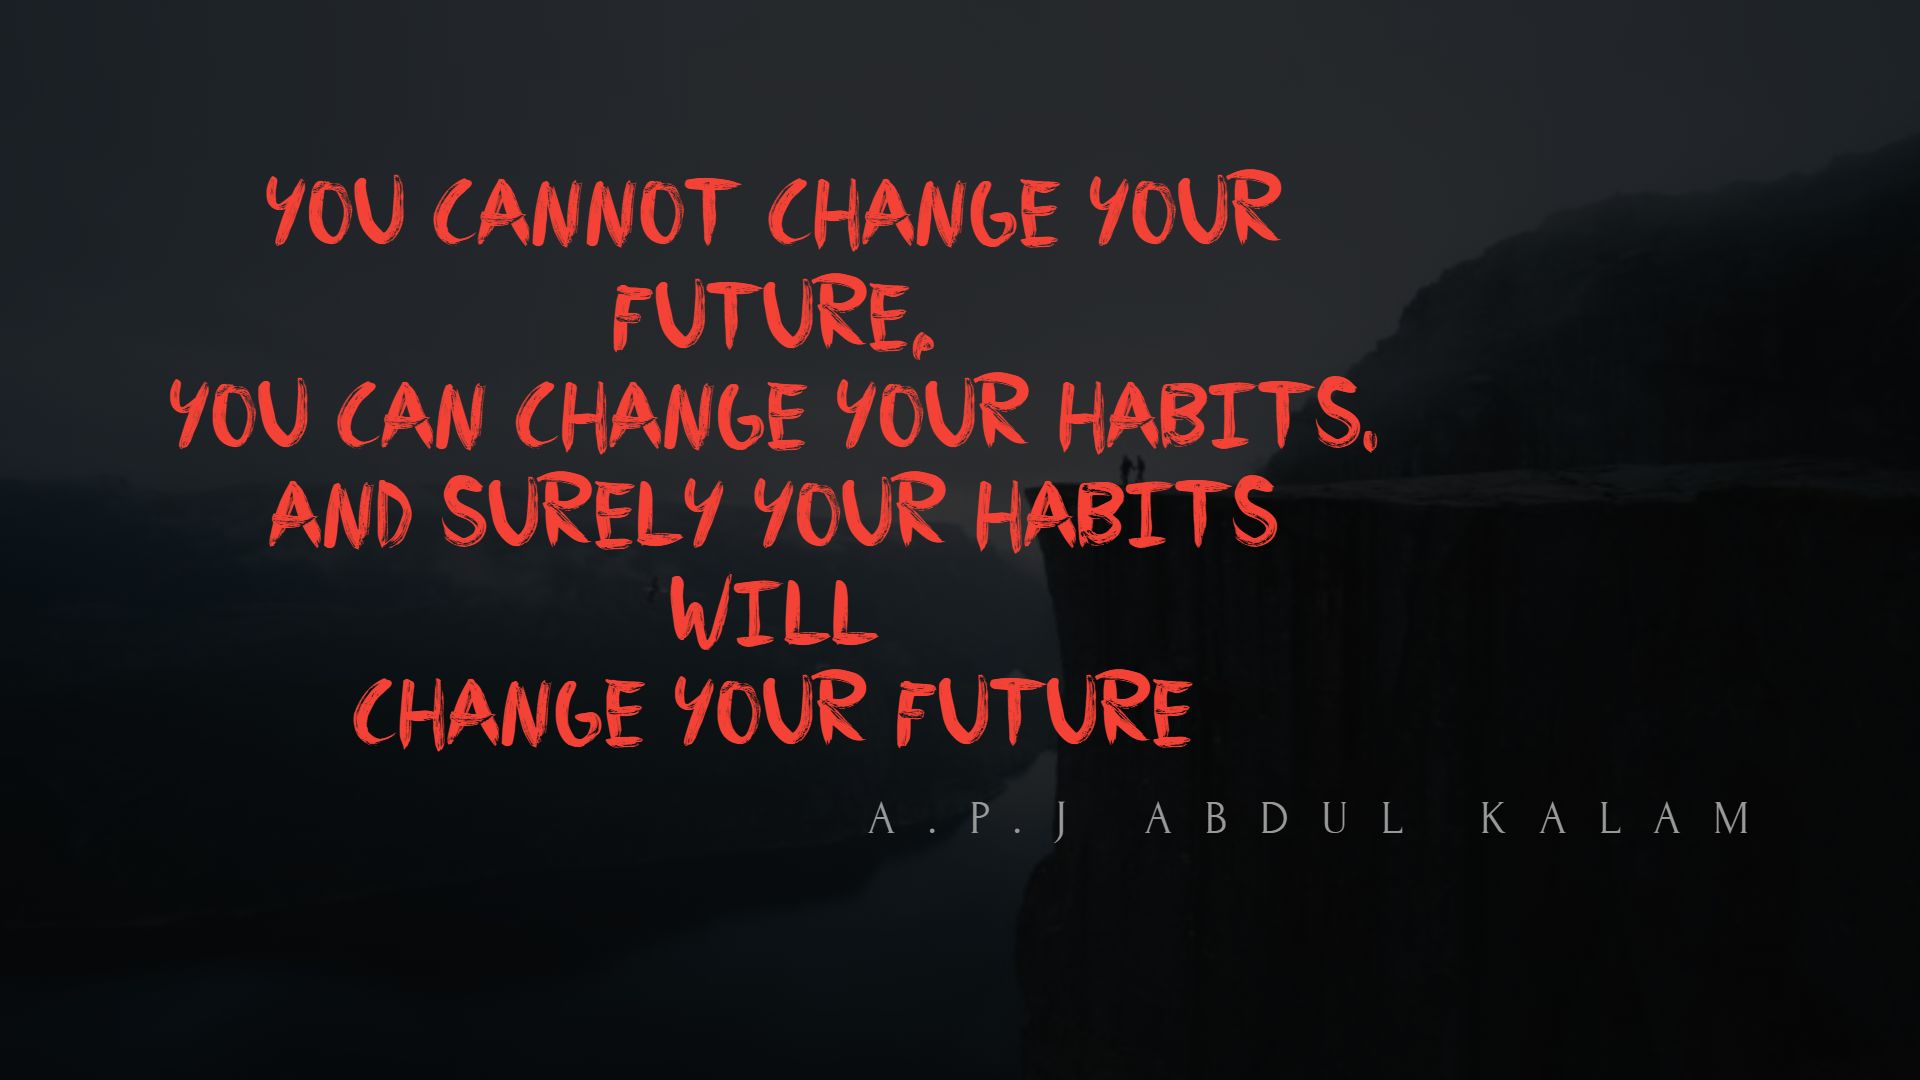 YOU CANNOT CHANGE YOUR
FUTURE,
YOU CAN CHANGE YOUR HABITS,
AND SURELY YOUR HABITS
WILL
CHANGE YOUR FUTURE
A.P.J ABDUL KALAM